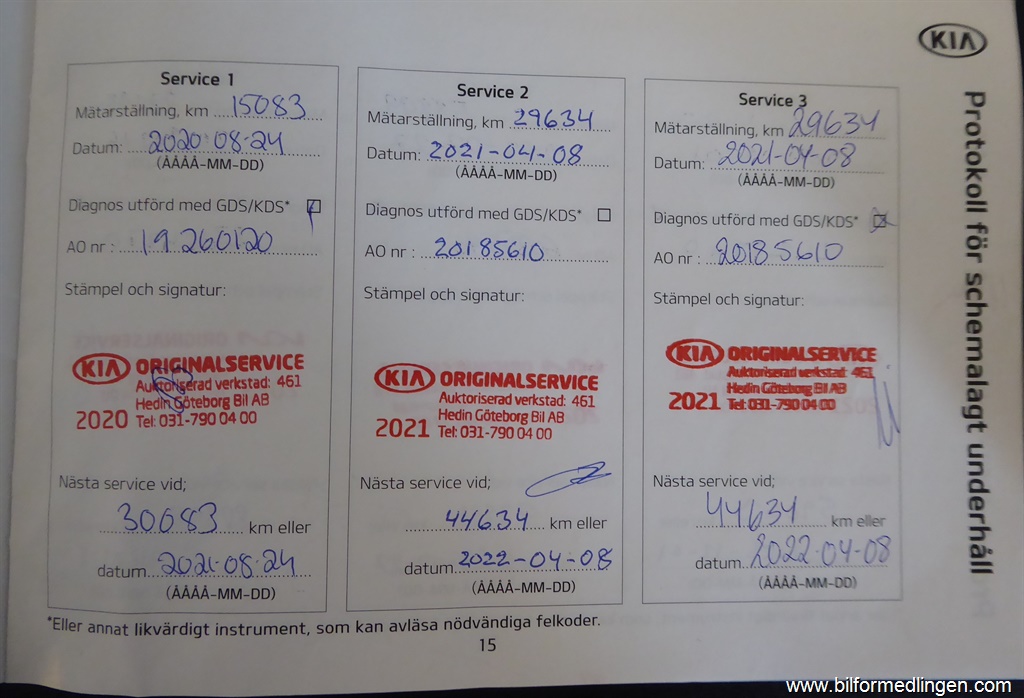 KIA
Protokoll för schemalagt underhåll
Service 1
Mätarställning, km 15083
Datum: 2020-08-24
(ÅÅÅÅ-MM-DD)
Diagnos utförd med GDS/KDS*
AO nr : 19260120
Stämpel och signatur:
KIA ORIGINALSERVICE
Auktoriserad verkstad: 461
Hedin Göteborg Bil AB
2020 Tel: 031-790 04 00
Nästa service vid;
30083 km eller
datum 2021-08-24
(ÅÅÅÅ-MM-DD)
Service 2
Mätarställning, km 29634
Datum: 2021-04-08
(ÅÅÅÅ-MM-DD)
Diagnos utförd med GDS/KDS*
AO nr : 20185610
Stämpel och signatur:
KIA ORIGINALSERVICE
Auktoriserad verkstad: 461
Hedin Göteborg Bil AB
2021 Tel: 031-790 04 00
Nästa service vid;
44634 km eller
datum 2022-04-08
(ÅÅÅÅ-MM-DD)
Service 3
Mätarställning, km 29634
Datum: 2021-04-08
(ÅÅÅÅ-MM-DD)
Diagnos utförd med GDS/KDS*
AO nr : 20185610
Stämpel och signatur:
KIA ORIGINALSERVICE
Auktoriserad verkstad: 461
Hedin Göteborg Bil AB
2021 Tel: 031-790 04 00
Nästa service vid;
44634 km eller
datum 2022-04-08
(ÅÅÅÅ-MM-DD)
*Eller annat likvärdigt instrument, som kan avläsa nödvändiga felkoder.
15
www.bilformedlingen.com